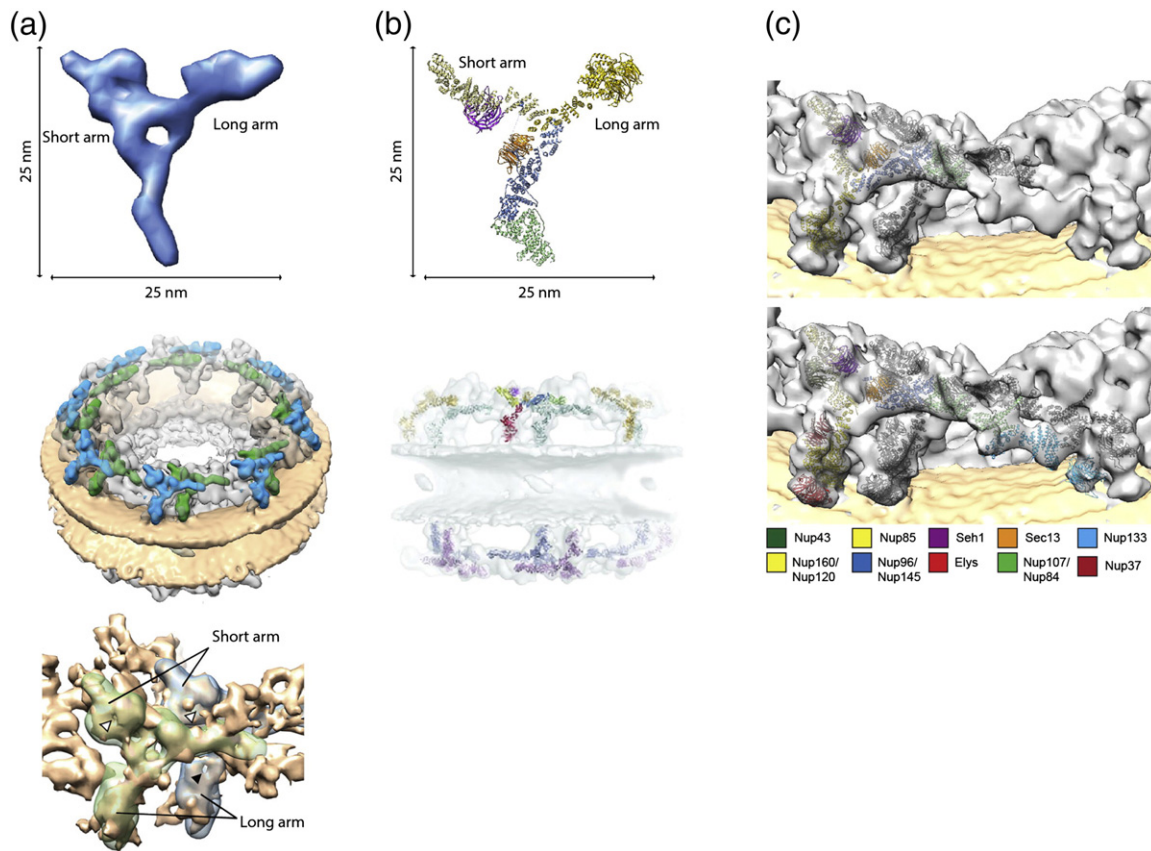 (a)
25 nm
Short arm
Long arm
25 nm
Short arm
Long arm
(b)
25 nm
Short arm
Long arm
25 nm
(c)
Nup43
Nup85
Seh1
Sec13
Nup133
Nup160/
Nup120
Nup96/
Nup145
Elys
Nup107/
Nup84
Nup37